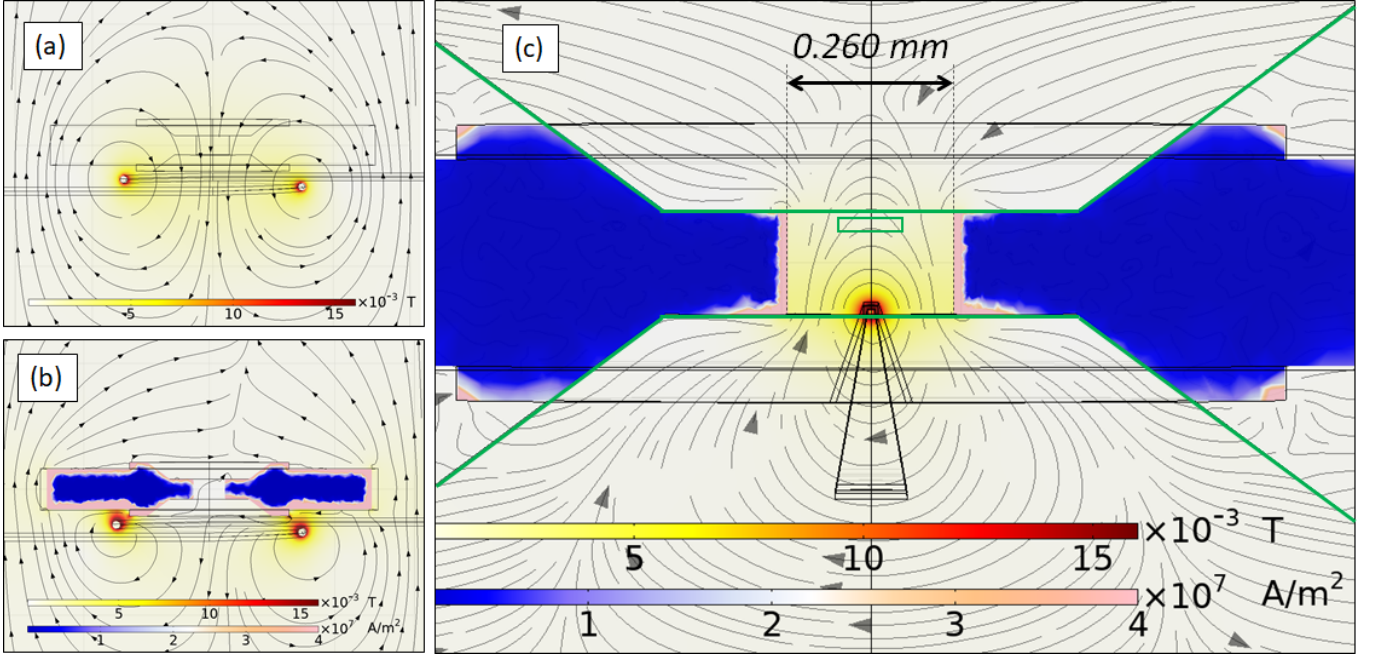 (a)
5 10 15 ×10⁻³ T
(b)
5 10 15 ×10⁻³ T
1 2 3 4 ×10⁷ A/m²
(c)
0.260 mm
5 10 15 ×10⁻³ T
1 2 3 4 ×10⁷ A/m²